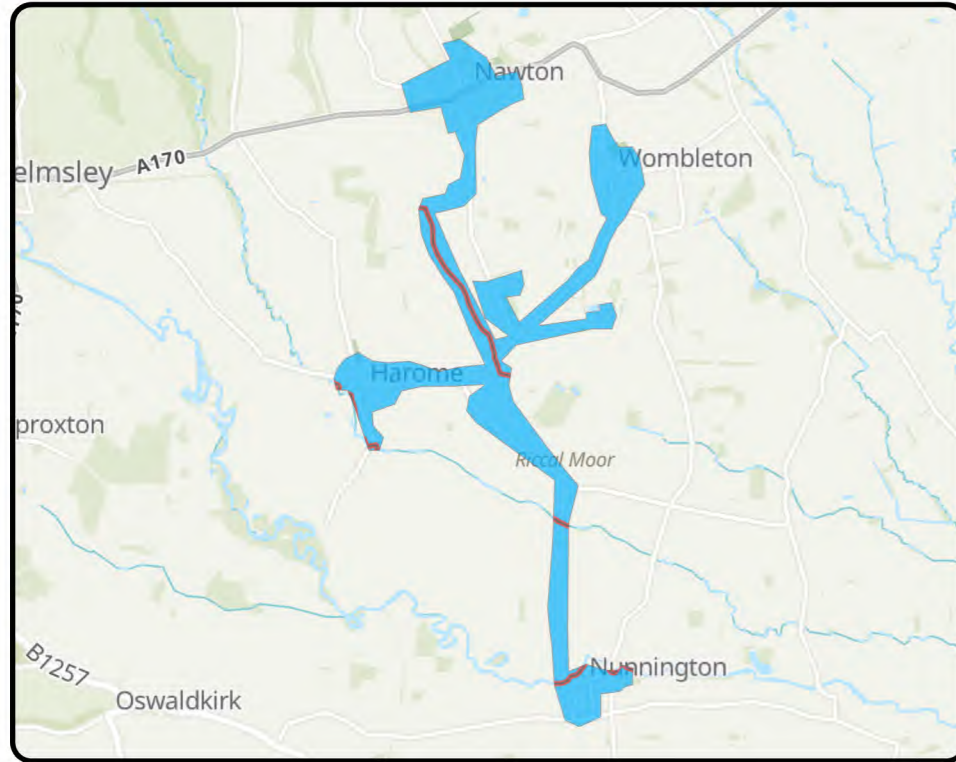 Nawton
Wombleton
A170
elmsley
Harome
proxton
Riccal Moor
Nunnington
B1257
Oswaldkirk